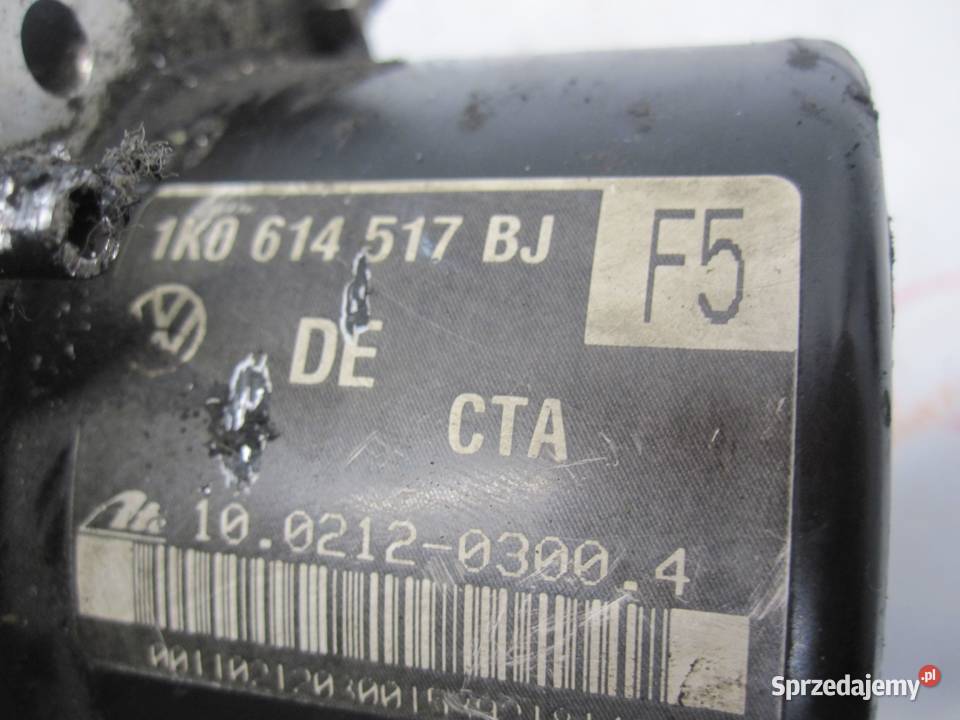 1K0 614 517 BJ
F5
DE
CTA
10.0212-0300.4
Sprzedajemy.pl